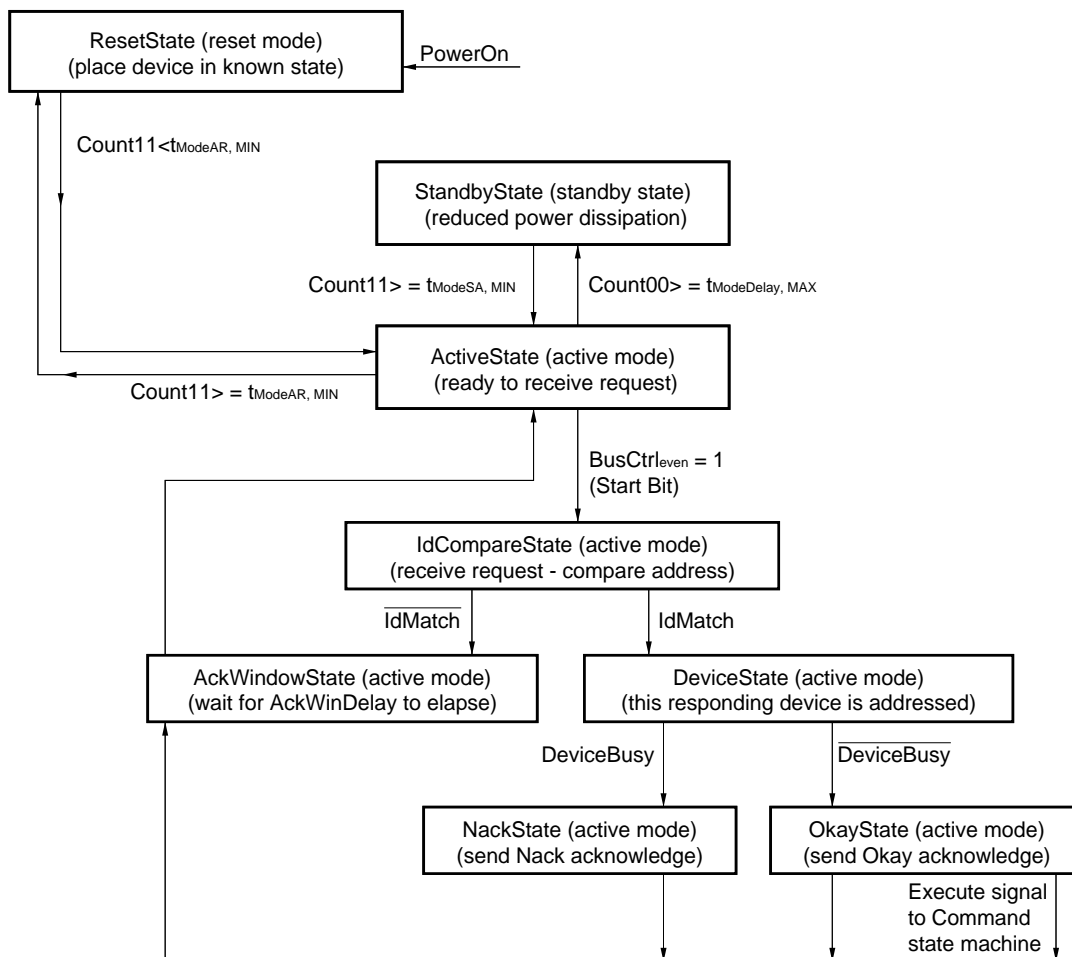 ResetState (reset mode)
(place device in known state)
PowerOn
Count11<tModeAR, MIN
StandbyState (standby state)
(reduced power dissipation)
Count11> = tModeSA, MIN
Count00> = tModeDelay, MAX
ActiveState (active mode)
(ready to receive request)
Count11> = tModeAR, MIN
BusCtrleven = 1
(Start Bit)
IdCompareState (active mode)
(receive request - compare address)
IdMatch
IdMatch
AckWindowState (active mode)
(wait for AckWinDelay to elapse)
DeviceState (active mode)
(this responding device is addressed)
DeviceBusy
DeviceBusy
NackState (active mode)
(send Nack acknowledge)
OkayState (active mode)
(send Okay acknowledge)
Execute signal
to Command
state machine